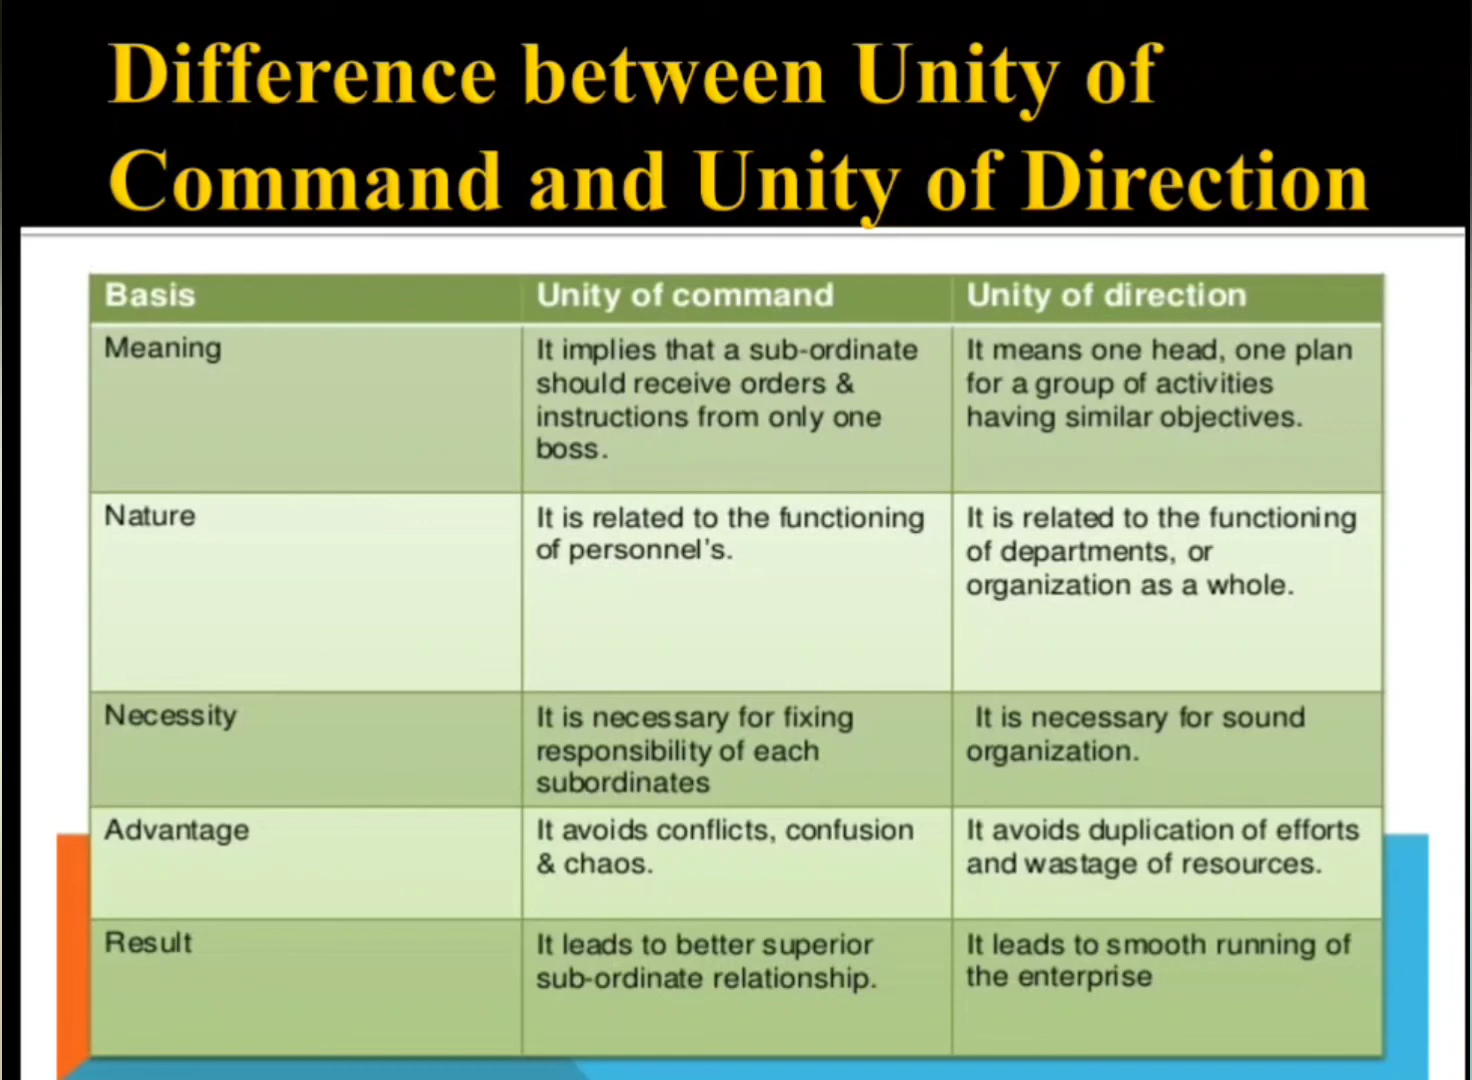 Difference between Unity of
Command and Unity of Direction
Basis
Unity of command
Unity of direction
Meaning
It implies that a sub-ordinate
should receive orders &
instructions from only one
boss.
It means one head, one plan
for a group of activities
having similar objectives.
Nature
It is related to the functioning
of personnel's.
It is related to the functioning
of departments, or
organization as a whole.
Necessity
It is necessary for fixing
responsibility of each
subordinates
It is necessary for sound
organization.
Advantage
It avoids conflicts, confusion
& chaos.
It avoids duplication of efforts
and wastage of resources.
Result
It leads to better superior
sub-ordinate relationship.
It leads to smooth running of
the enterprise